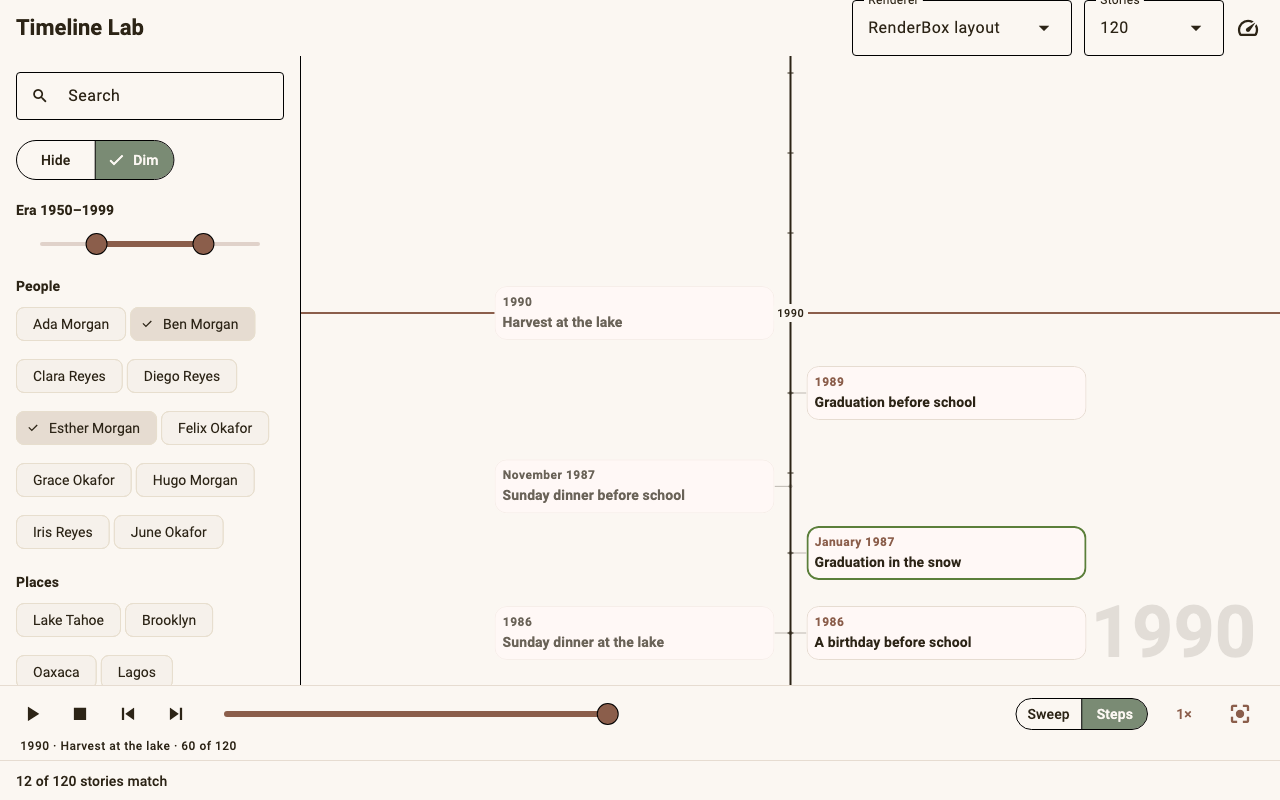 Timeline Lab
Renderer
RenderBox layout
Stories
120
Search
Hide
Dim
Era 1950–1999
People
Ada Morgan
Ben Morgan
Clara Reyes
Diego Reyes
Esther Morgan
Felix Okafor
Grace Okafor
Hugo Morgan
Iris Reyes
June Okafor
Places
Lake Tahoe
Brooklyn
Oaxaca
Lagos
1990
Harvest at the lake
1990
1989
Graduation before school
November 1987
Sunday dinner before school
January 1987
Graduation in the snow
1986
Sunday dinner at the lake
1986
A birthday before school
1990
Sweep
Steps
1×
1990 · Harvest at the lake · 60 of 120
12 of 120 stories match